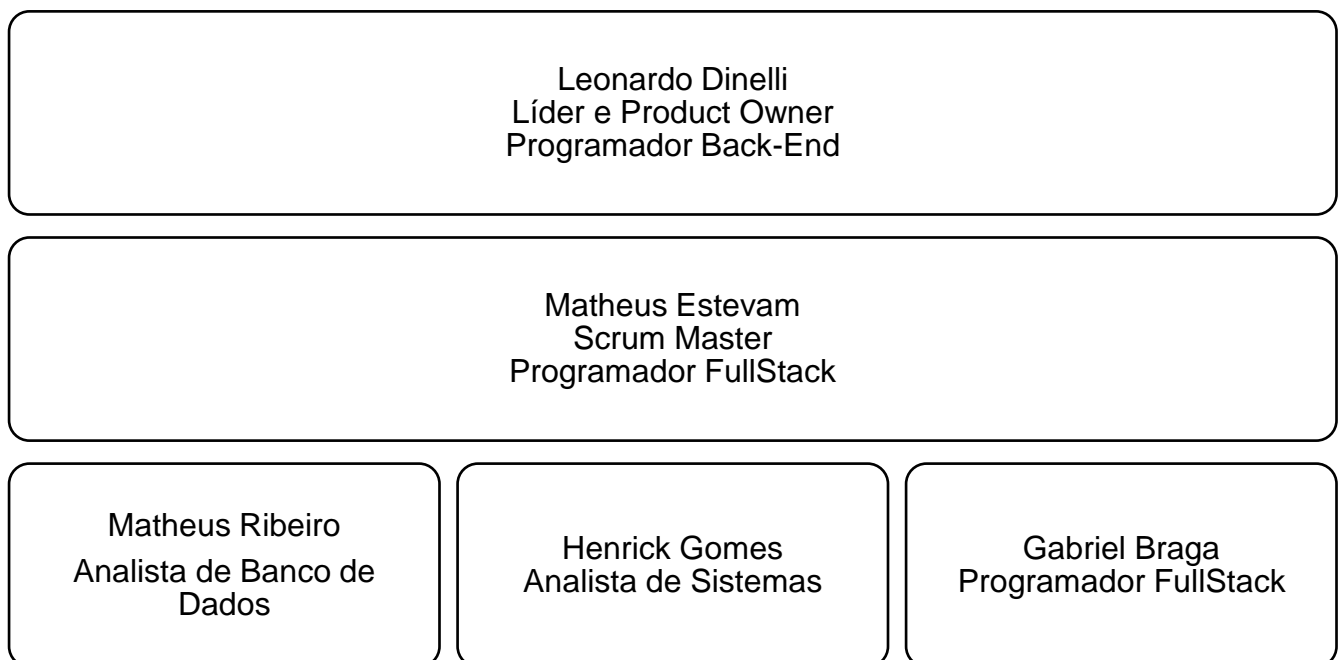 Leonardo Dinelli
Líder e Product Owner
Programador Back-End
Matheus Estevam
Scrum Master
Programador FullStack
Matheus Ribeiro
Analista de Banco de
Dados
Henrick Gomes
Analista de Sistemas
Gabriel Braga
Programador FullStack